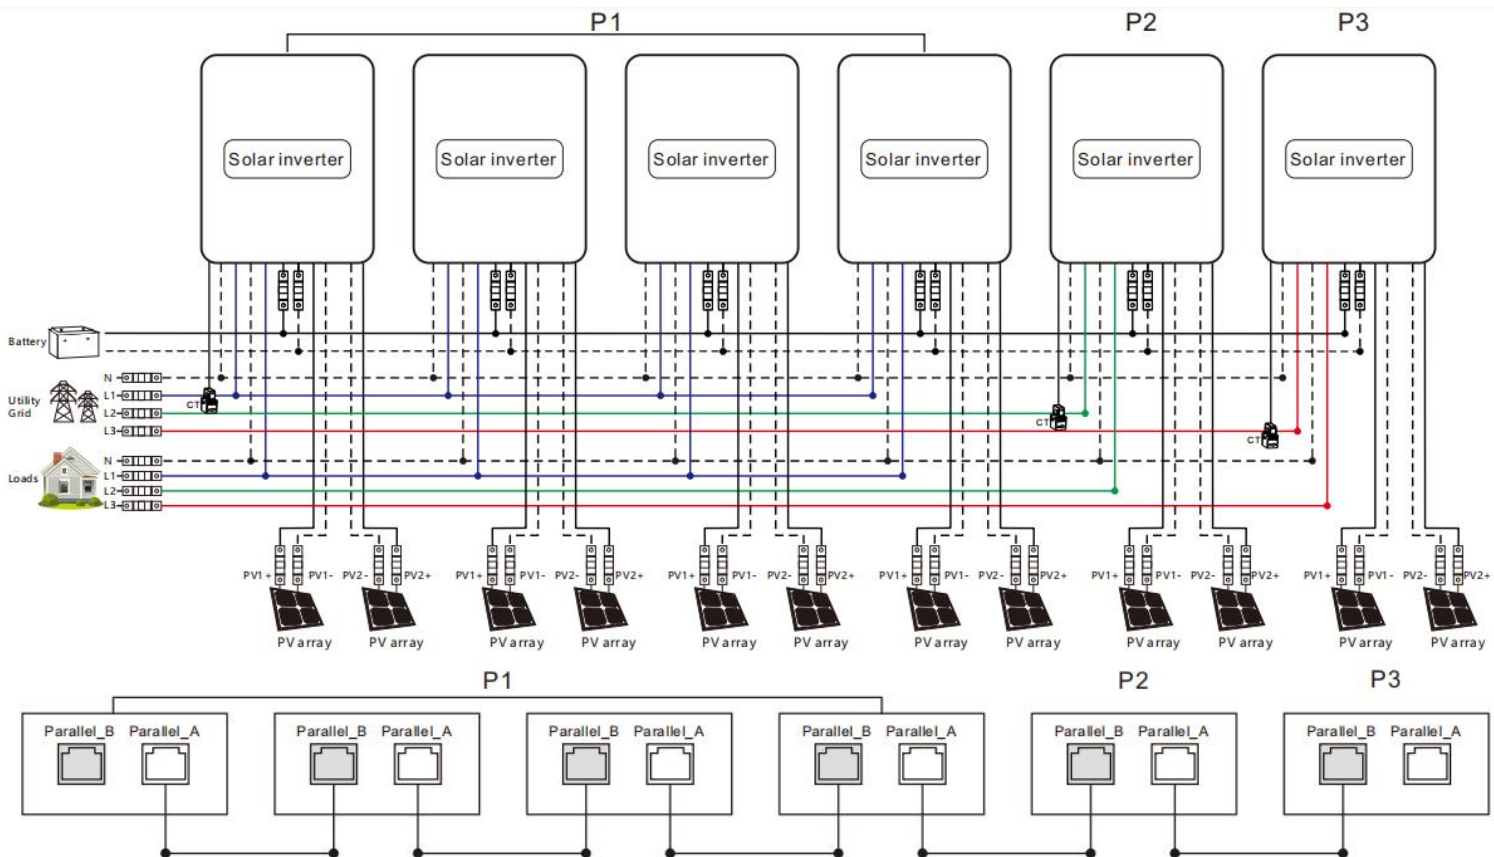 P1 P2 P3
Solar inverter Solar inverter Solar inverter Solar inverter Solar inverter Solar inverter
Battery + -
N
Utility
Grid
L1
CT
L2
CT
L3
CT
N
Loads
L1
L2
L3
PV1+ PV1- PV2- PV2+ PV1+ PV1- PV2- PV2+ PV1+ PV1- PV2- PV2+ PV1+ PV1- PV2- PV2+ PV1+ PV1- PV2- PV2+ PV1+ PV1- PV2- PV2+
PV array PV array PV array PV array PV array PV array PV array PV array PV array PV array PV array PV array
P1 P2 P3
Parallel_B Parallel_A Parallel_B Parallel_A Parallel_B Parallel_A Parallel_B Parallel_A Parallel_B Parallel_A Parallel_B Parallel_A